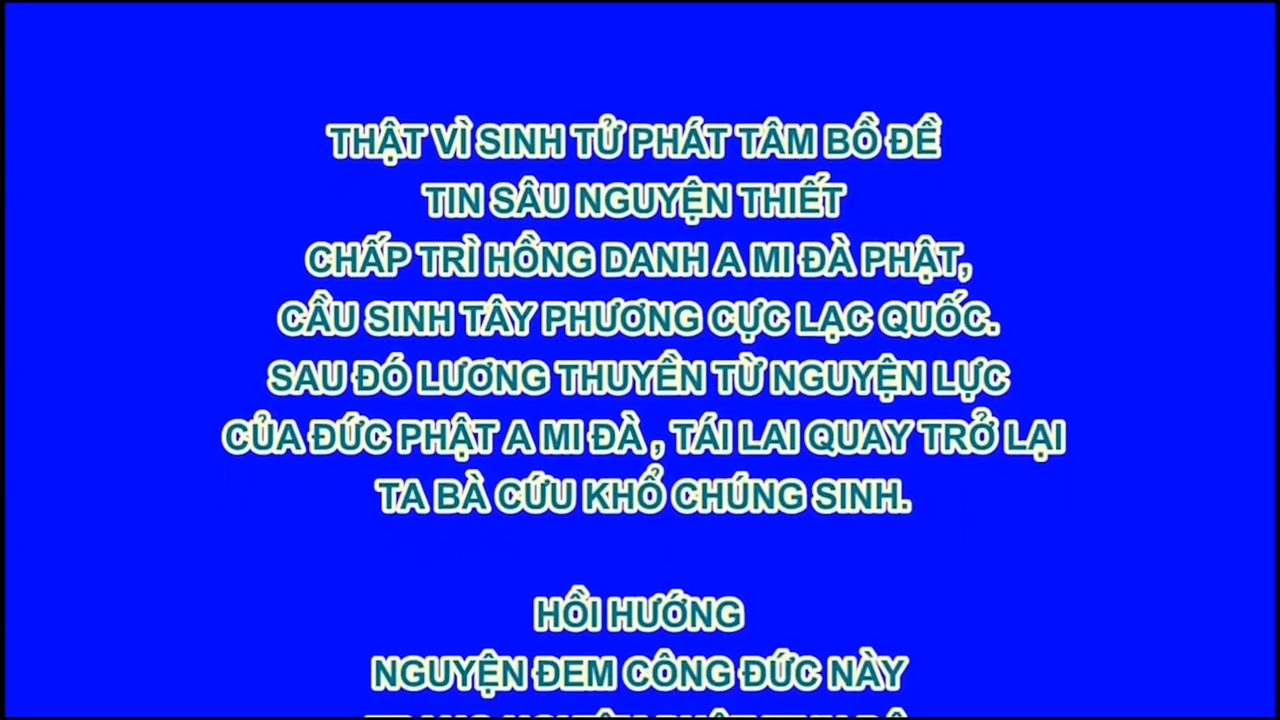 THẬT VÌ SINH TỬ PHÁT TÂM BỒ ĐỀ
TIN SÂU NGUYỆN THIẾT
CHẤP TRÌ HỒNG DANH A MI ĐÀ PHẬT,
CẦU SINH TÂY PHƯƠNG CỰC LẠC QUỐC.
SAU ĐÓ LƯƠNG THUYỀN TỪ NGUYỆN LỰC
CỦA ĐỨC PHẬT A MI ĐÀ , TÁI LAI QUAY TRỞ LẠI
TA BÀ CỨU KHỔ CHÚNG SINH.
HỒI HƯỚNG
NGUYỆN ĐEM CÔNG ĐỨC NÀY